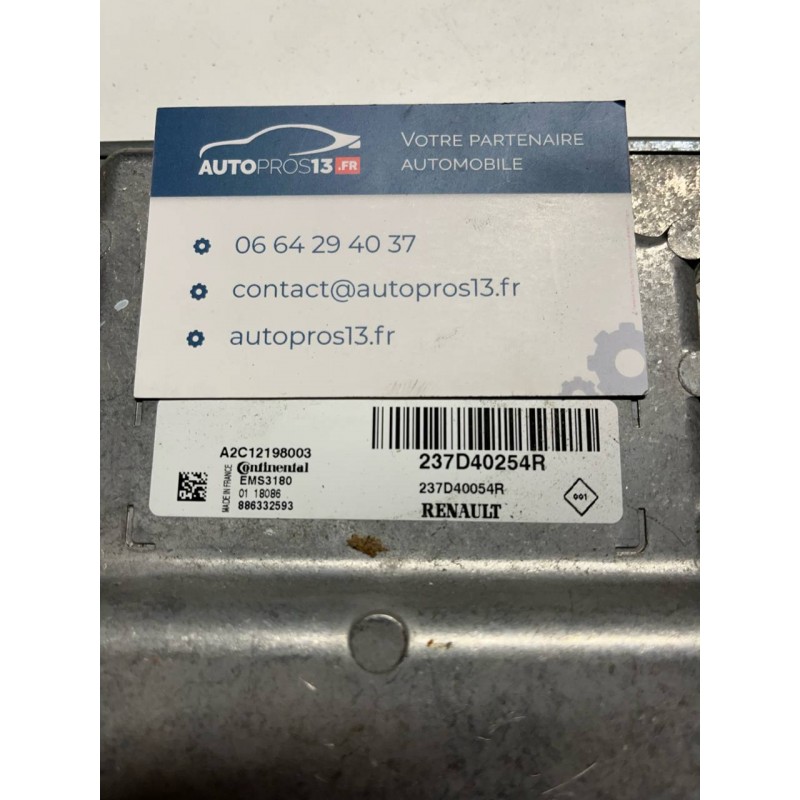 AUTOPROS13.FR
VOTRE PARTENAIRE
AUTOMOBILE
06 64 29 40 37
contact@autopros13.fr
autopros13.fr
A2C12198003
Continental
EMS3180
01 18086
886332593
MADE IN FRANCE
237D40254R
237D40054R
RENAULT
001